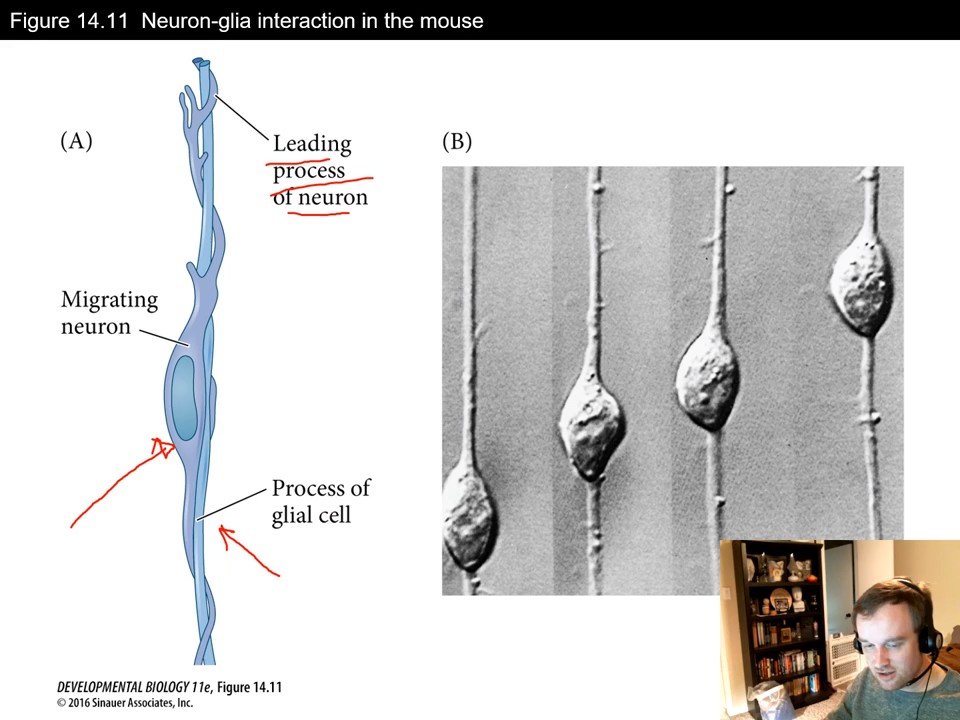 Figure 14.11 Neuron-glia interaction in the mouse
(A)
Leading
process
of neuron
Migrating
neuron
Process of
glial cell
(B)
DEVELOPMENTAL BIOLOGY 11e, Figure 14.11
© 2016 Sinauer Associates, Inc.